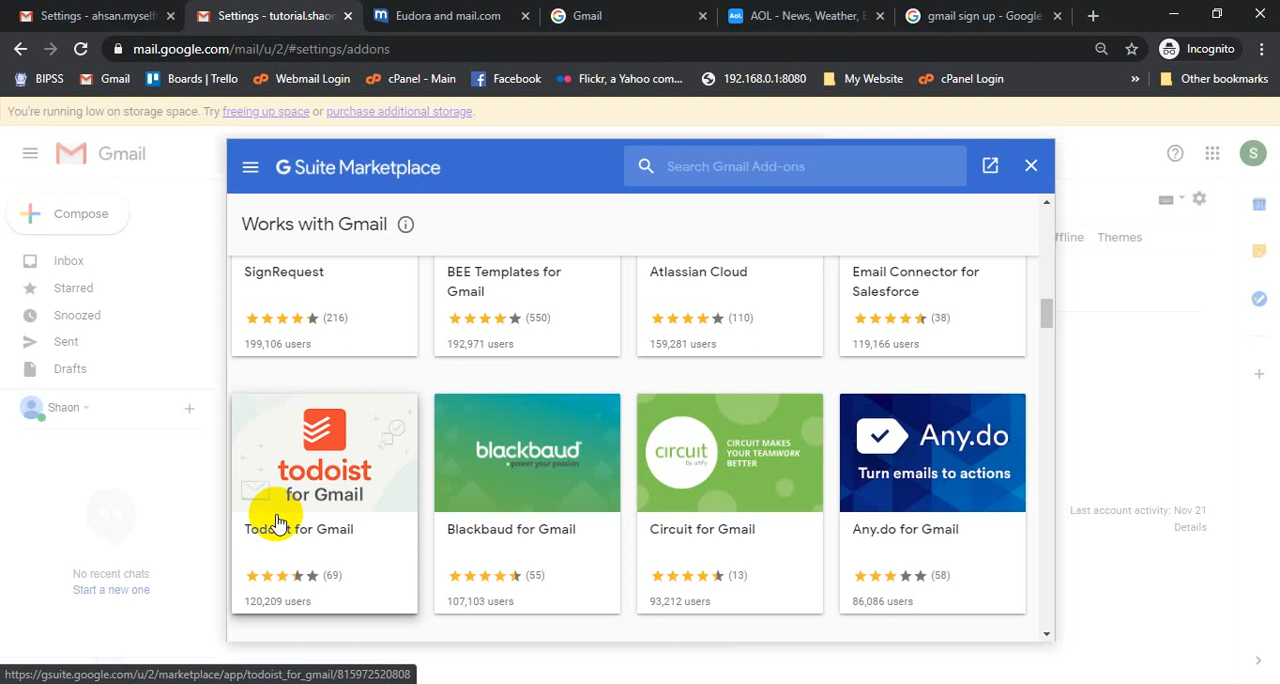 Settings - ahsan.myself
Settings - tutorial.shao
Eudora and mail.com
Gmail
AOL - News, Weather, E
gmail sign up - Google
mail.google.com/mail/u/2/#settings/addons
Incognito
BIPSS
Gmail
Boards | Trello
Webmail Login
cPanel - Main
Facebook
Flickr, a Yahoo com...
192.168.0.1:8080
My Website
cPanel Login
»
Other bookmarks
You're running low on storage space. Try freeing up space or purchase additional storage.
Gmail
G Suite Marketplace
Search Gmail Add-ons
S
Compose
Works with Gmail
ffline
Themes
Inbox
Starred
Snoozed
Sent
Drafts
Shaon
No recent chats
Start a new one
SignRequest
(216)
199,106 users
BEE Templates for
Gmail
(550)
192,971 users
Atlassian Cloud
(110)
159,281 users
Email Connector for
Salesforce
(38)
119,166 users
todoist
for Gmail
Todoist for Gmail
(69)
120,209 users
blackbaud
power your passion
Blackbaud for Gmail
(55)
107,103 users
circuit
by unify
CIRCUIT MAKES
YOUR TEAMWORK
BETTER
Circuit for Gmail
(13)
93,212 users
Any.do
Turn emails to actions
Any.do for Gmail
(58)
86,086 users
Last account activity: Nov 21
Details
https://gsuite.google.com/u/2/marketplace/app/todoist_for_gmail/815972520808